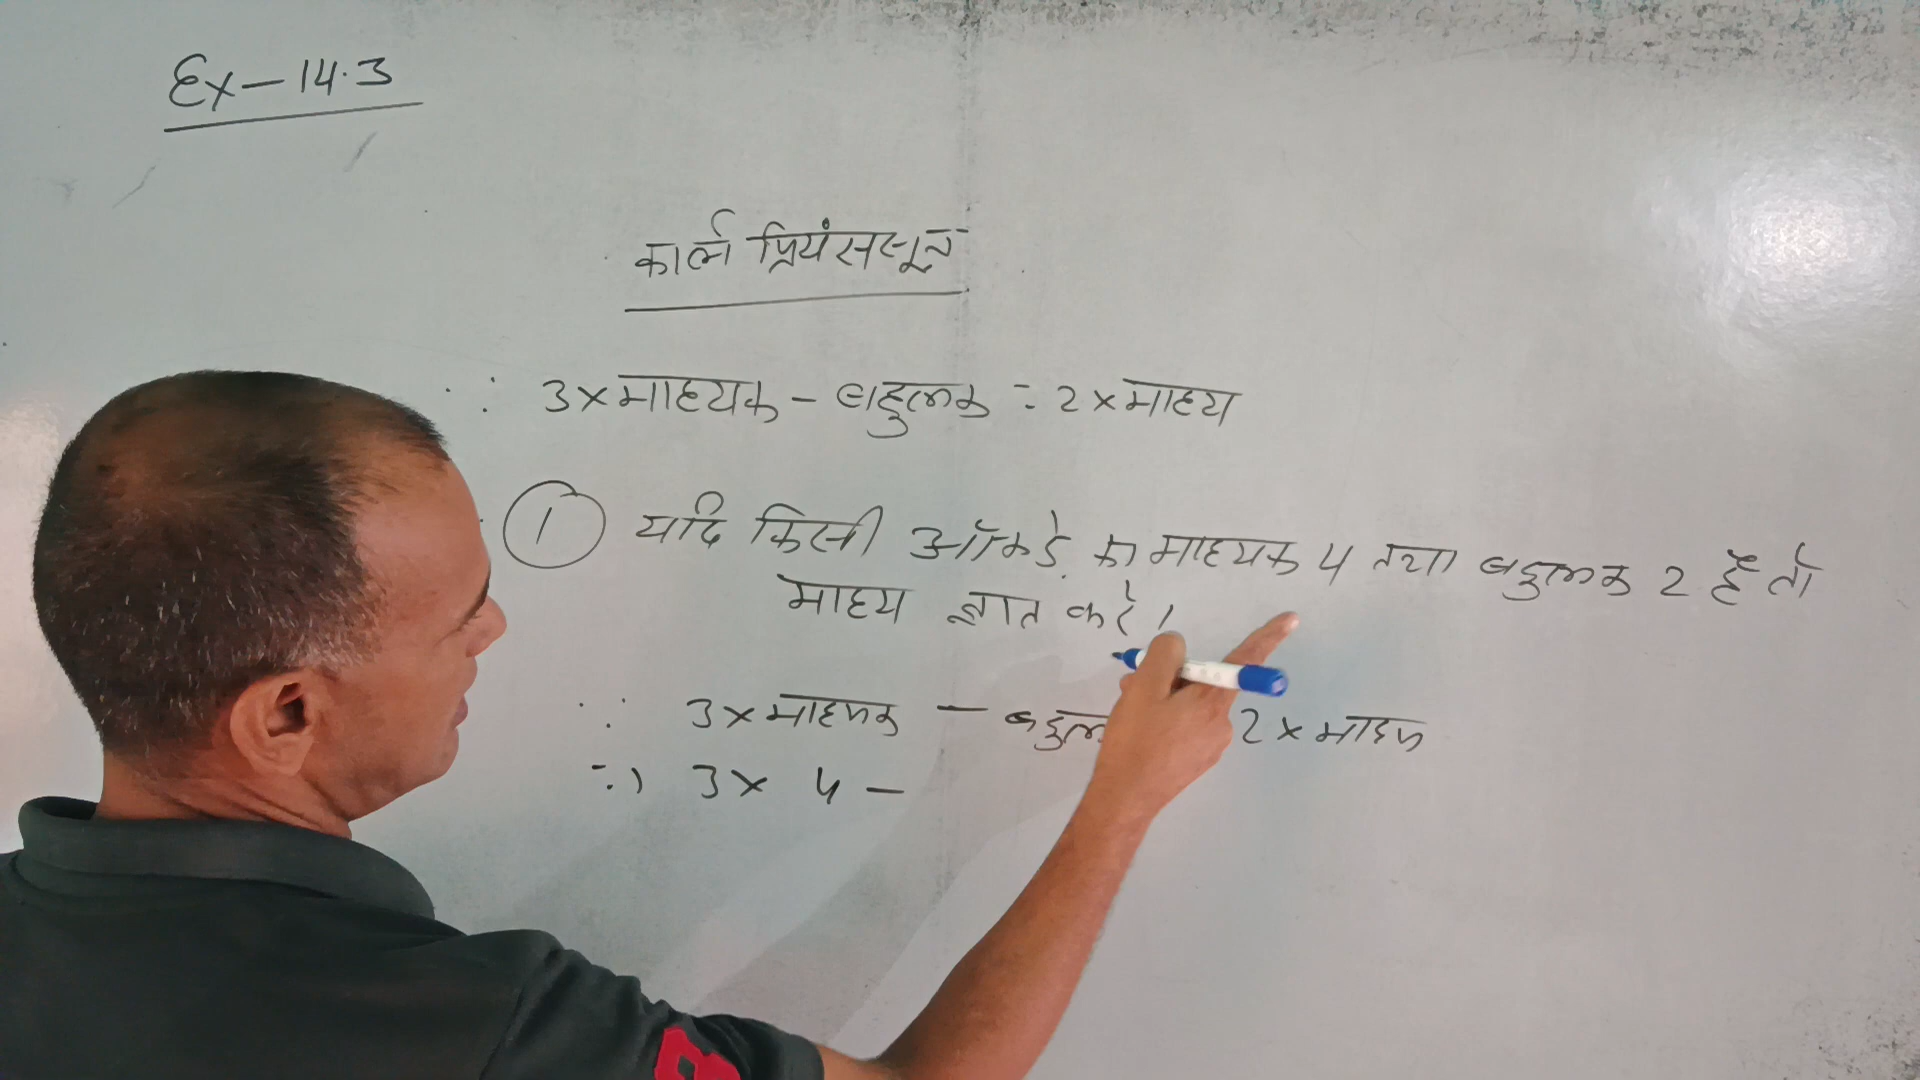 Ex - 14.3
कार्ल प्रियंसन सूत्र
∵ 3 × माध्यक - बहुलक = 2 × माध्य
① यदि किसी आँकड़े का माध्यक 4 तथा बहुलक 2 हैं तो
माध्य ज्ञात करें।
∵ 3 × माध्यक - बहुल 2 × माध्य
∴ 3 × 4 -